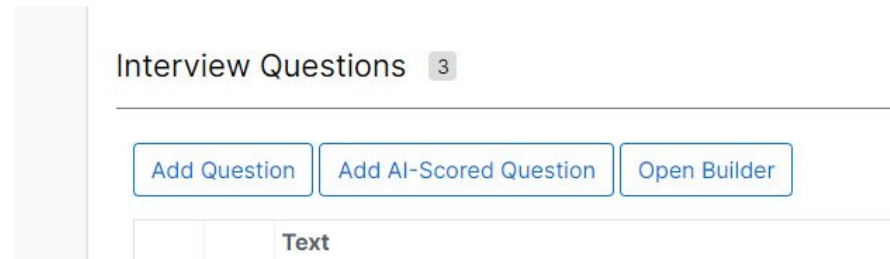 Interview Questions 3
Add Question Add AI-Scored Question Open Builder
Text